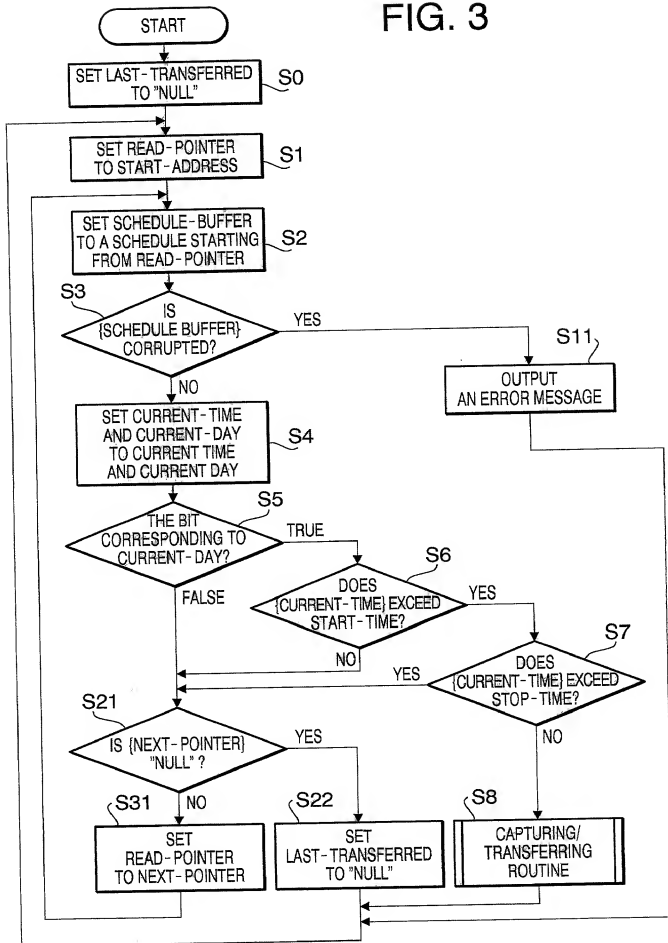 FIG. 3
START
SET LAST-TRANSFERRED
TO "NULL"
S0
SET READ-POINTER
TO START-ADDRESS
S1
SET SCHEDULE-BUFFER
TO A SCHEDULE STARTING
FROM READ-POINTER
S2
S3
IS
{SCHEDULE BUFFER}
CORRUPTED?
YES
NO
S11
OUTPUT
AN ERROR MESSAGE
SET CURRENT-TIME
AND CURRENT-DAY
TO CURRENT TIME
AND CURRENT DAY
S4
S5
THE BIT
CORRESPONDING TO
CURRENT-DAY?
TRUE
FALSE
S6
DOES
{CURRENT-TIME} EXCEED
START-TIME?
YES
NO
S7
DOES
{CURRENT-TIME} EXCEED
STOP-TIME?
YES
NO
S21
IS {NEXT-POINTER}
"NULL" ?
YES
NO
S31
SET
READ-POINTER
TO NEXT-POINTER
S22
SET
LAST-TRANSFERRED
TO "NULL"
S8
CAPTURING/
TRANSFERRING
ROUTINE